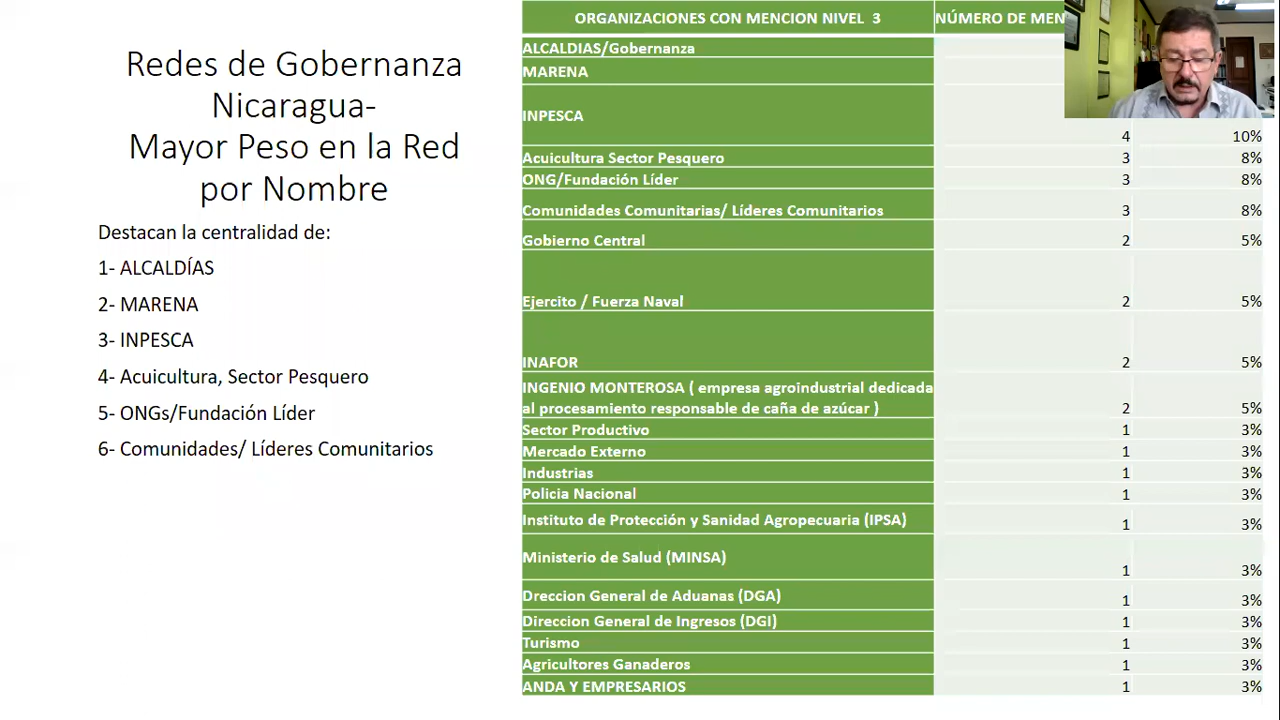 Redes de Gobernanza
Nicaragua-
Mayor Peso en la Red
por Nombre
Destacan la centralidad de:
1- ALCALDÍAS
2- MARENA
3- INPESCA
4- Acuicultura, Sector Pesquero
5- ONGs/Fundación Líder
6- Comunidades/ Líderes Comunitarios
ORGANIZACIONES CON MENCION NIVEL 3 NÚMERO DE MEN
ALCALDIAS/Gobernanza
MARENA
INPESCA 4 10%
Acuicultura Sector Pesquero 3 8%
ONG/Fundación Líder 3 8%
Comunidades Comunitarias/ Líderes Comunitarios 3 8%
Gobierno Central 2 5%
Ejercito / Fuerza Naval 2 5%
INAFOR 2 5%
INGENIO MONTEROSA ( empresa agroindustrial dedicada
al procesamiento responsable de caña de azúcar ) 2 5%
Sector Productivo 1 3%
Mercado Externo 1 3%
Industrias 1 3%
Policia Nacional 1 3%
Instituto de Protección y Sanidad Agropecuaria (IPSA) 1 3%
Ministerio de Salud (MINSA) 1 3%
Dreccion General de Aduanas (DGA) 1 3%
Direccion General de Ingresos (DGI) 1 3%
Turismo 1 3%
Agricultores Ganaderos 1 3%
ANDA Y EMPRESARIOS 1 3%